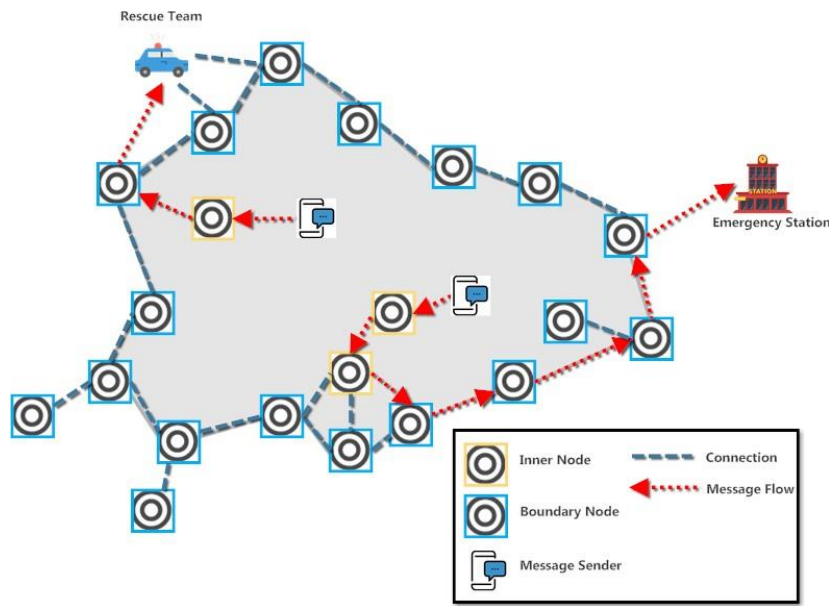 Rescue Team
STATION
Emergency Station
Inner Node
Connection
Message Flow
Boundary Node
Message Sender